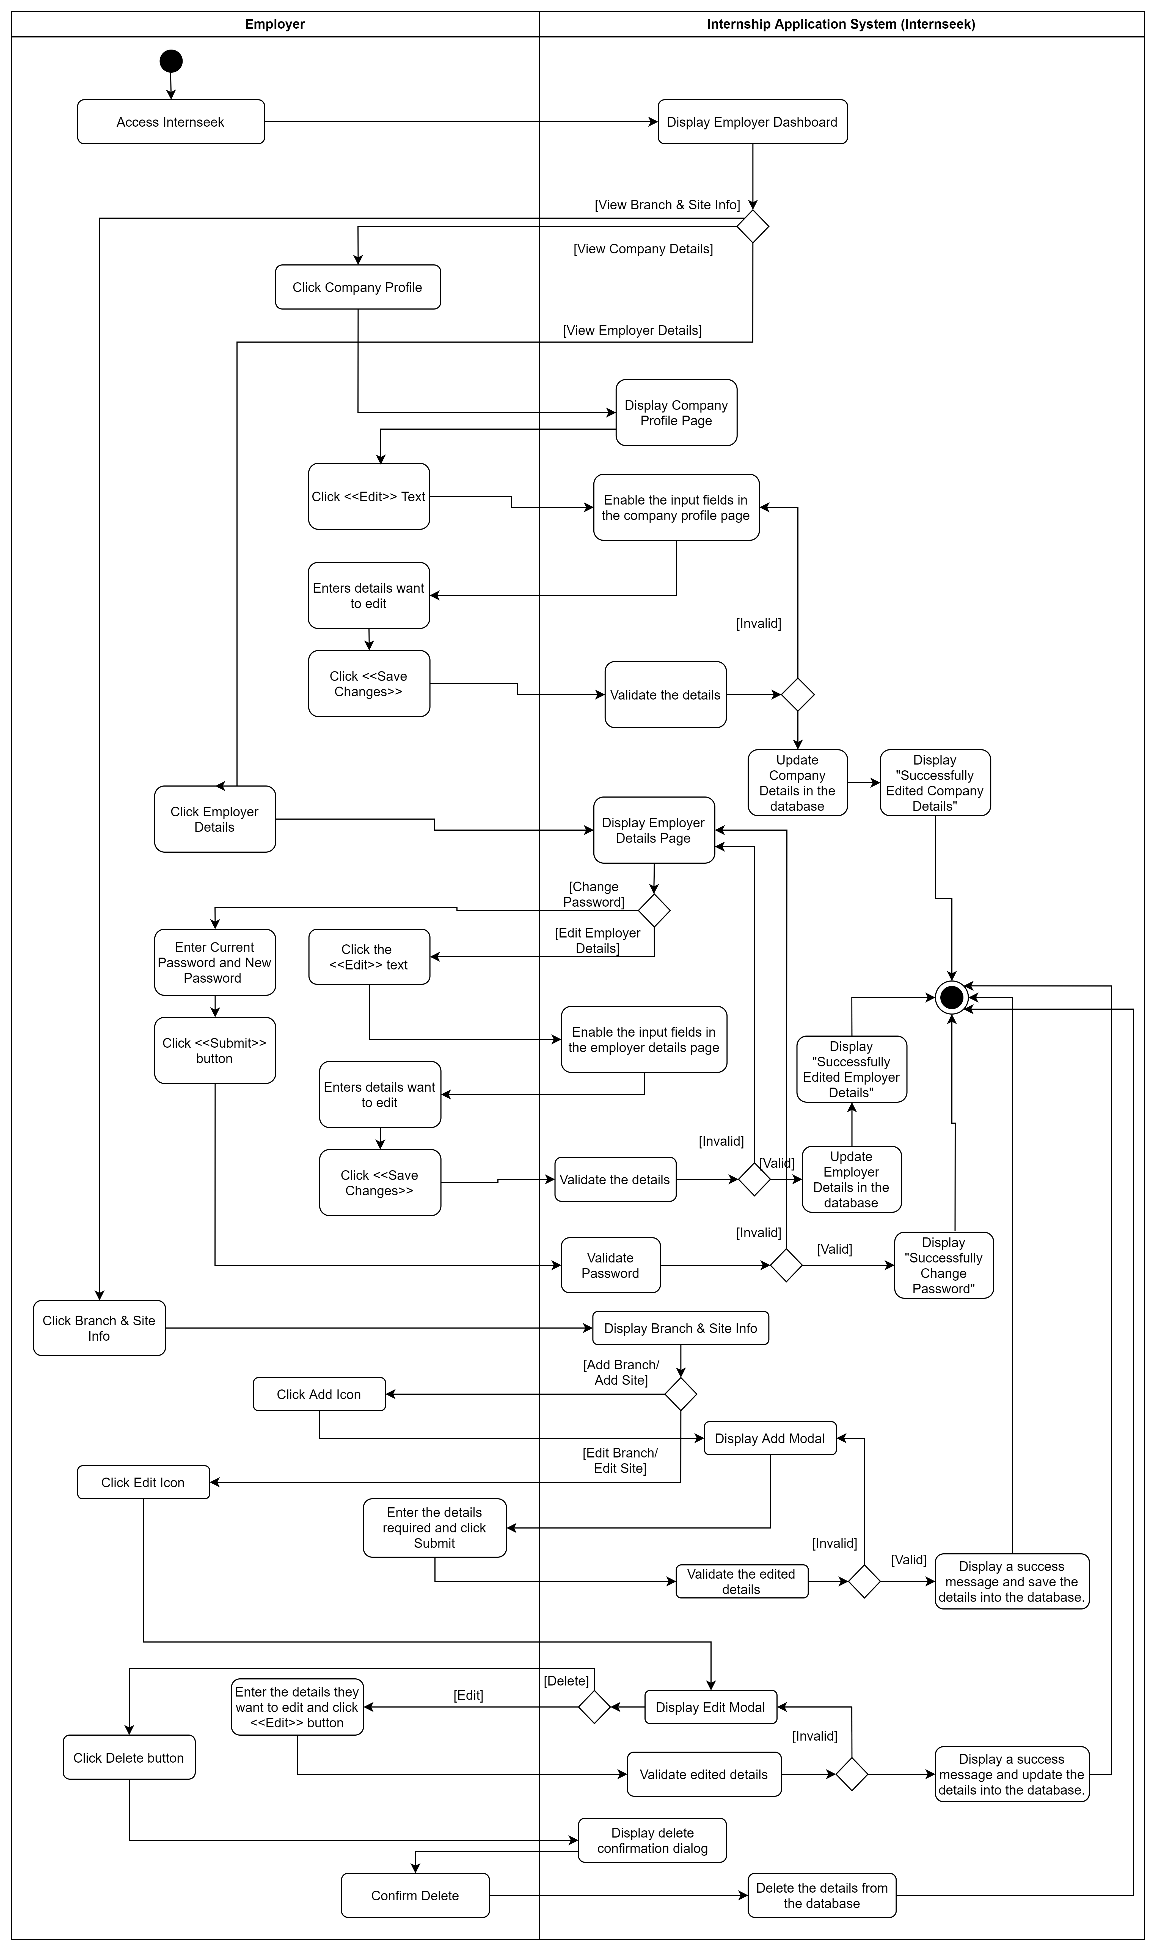 Employer
Internship Application System (Internseek)
Access Internseek
Display Employer Dashboard
[View Branch & Site Info]
[View Company Details]
Click Company Profile
[View Employer Details]
Display Company
Profile Page
Click <<Edit>> Text
Enable the input fields in
the company profile page
Enters details want
to edit
[Invalid]
Click <<Save
Changes>>
Validate the details
Update
Company
Details in the
database
Display
"Successfully
Edited Company
Details"
Click Employer
Details
Display Employer
Details Page
[Change
Password]
[Edit Employer
Details]
Enter Current
Password and New
Password
Click the
<<Edit>> text
Click <<Submit>>
button
Enable the input fields in
the employer details page
Display
"Successfully
Edited Employer
Details"
Enters details want
to edit
[Invalid]
[Valid]
Click <<Save
Changes>>
Validate the details
Update
Employer
Details in the
database
[Invalid]
[Valid]
Validate
Password
Display
"Successfully
Change
Password"
Click Branch & Site
Info
Display Branch & Site Info
[Add Branch/
Add Site]
Click Add Icon
Display Add Modal
[Edit Branch/
Edit Site]
Click Edit Icon
Enter the details
required and click
Submit
[Invalid]
[Valid]
Validate the edited
details
Display a success
message and save the
details into the database.
[Delete]
[Edit]
Enter the details they
want to edit and click
<<Edit>> button
Display Edit Modal
[Invalid]
Click Delete button
Validate edited details
Display a success
message and update the
details into the database.
Display delete
confirmation dialog
Confirm Delete
Delete the details from
the database